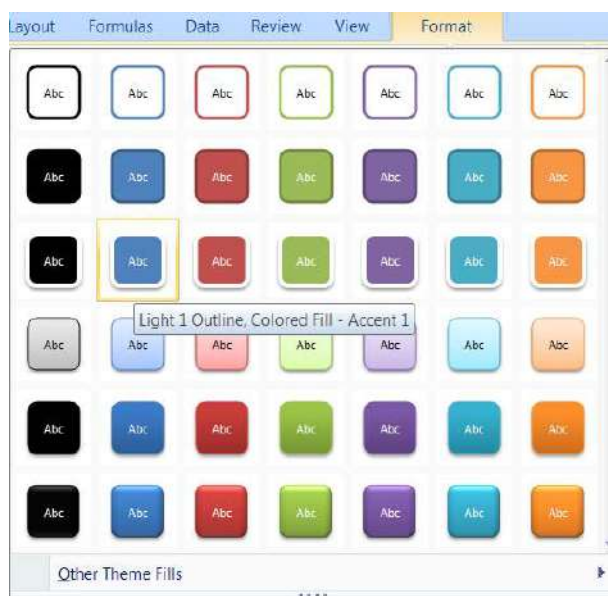 Layout Formulas Data Review View Format
Abc Abc Abc Abc Abc Abc Abc
Abc Abc Abc Abc Abc Abc Abc
Abc Abc Abc Abc Abc Abc Abc
Light 1 Outline, Colored Fill - Accent 1
Abc Abc Abc Abc Abc Abc Abc
Abc Abc Abc Abc Abc Abc Abc
Abc Abc Abc Abc Abc Abc Abc
Other Theme Fills